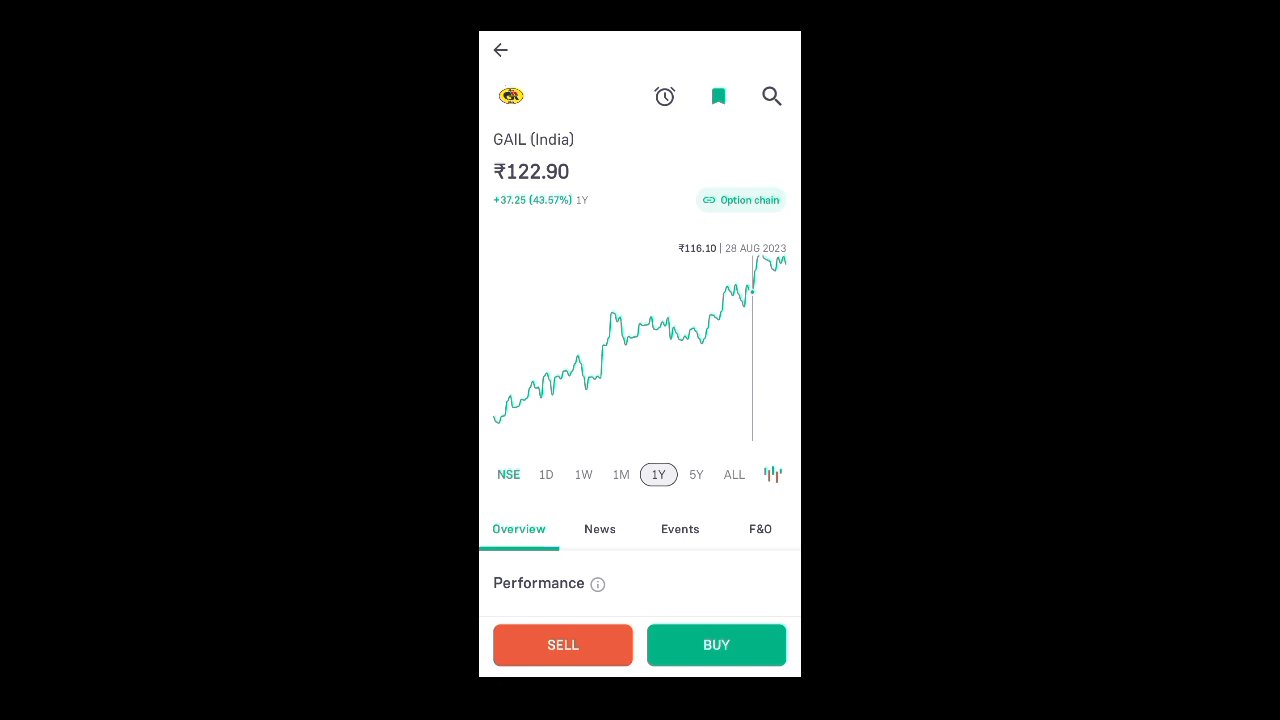 GAIL (India)
₹122.90
+37.25 (43.57%) 1Y
Option chain
₹116.10 | 28 AUG 2023
NSE 1D 1W 1M 1Y 5Y ALL
Overview News Events F&O
Performance
SELL BUY